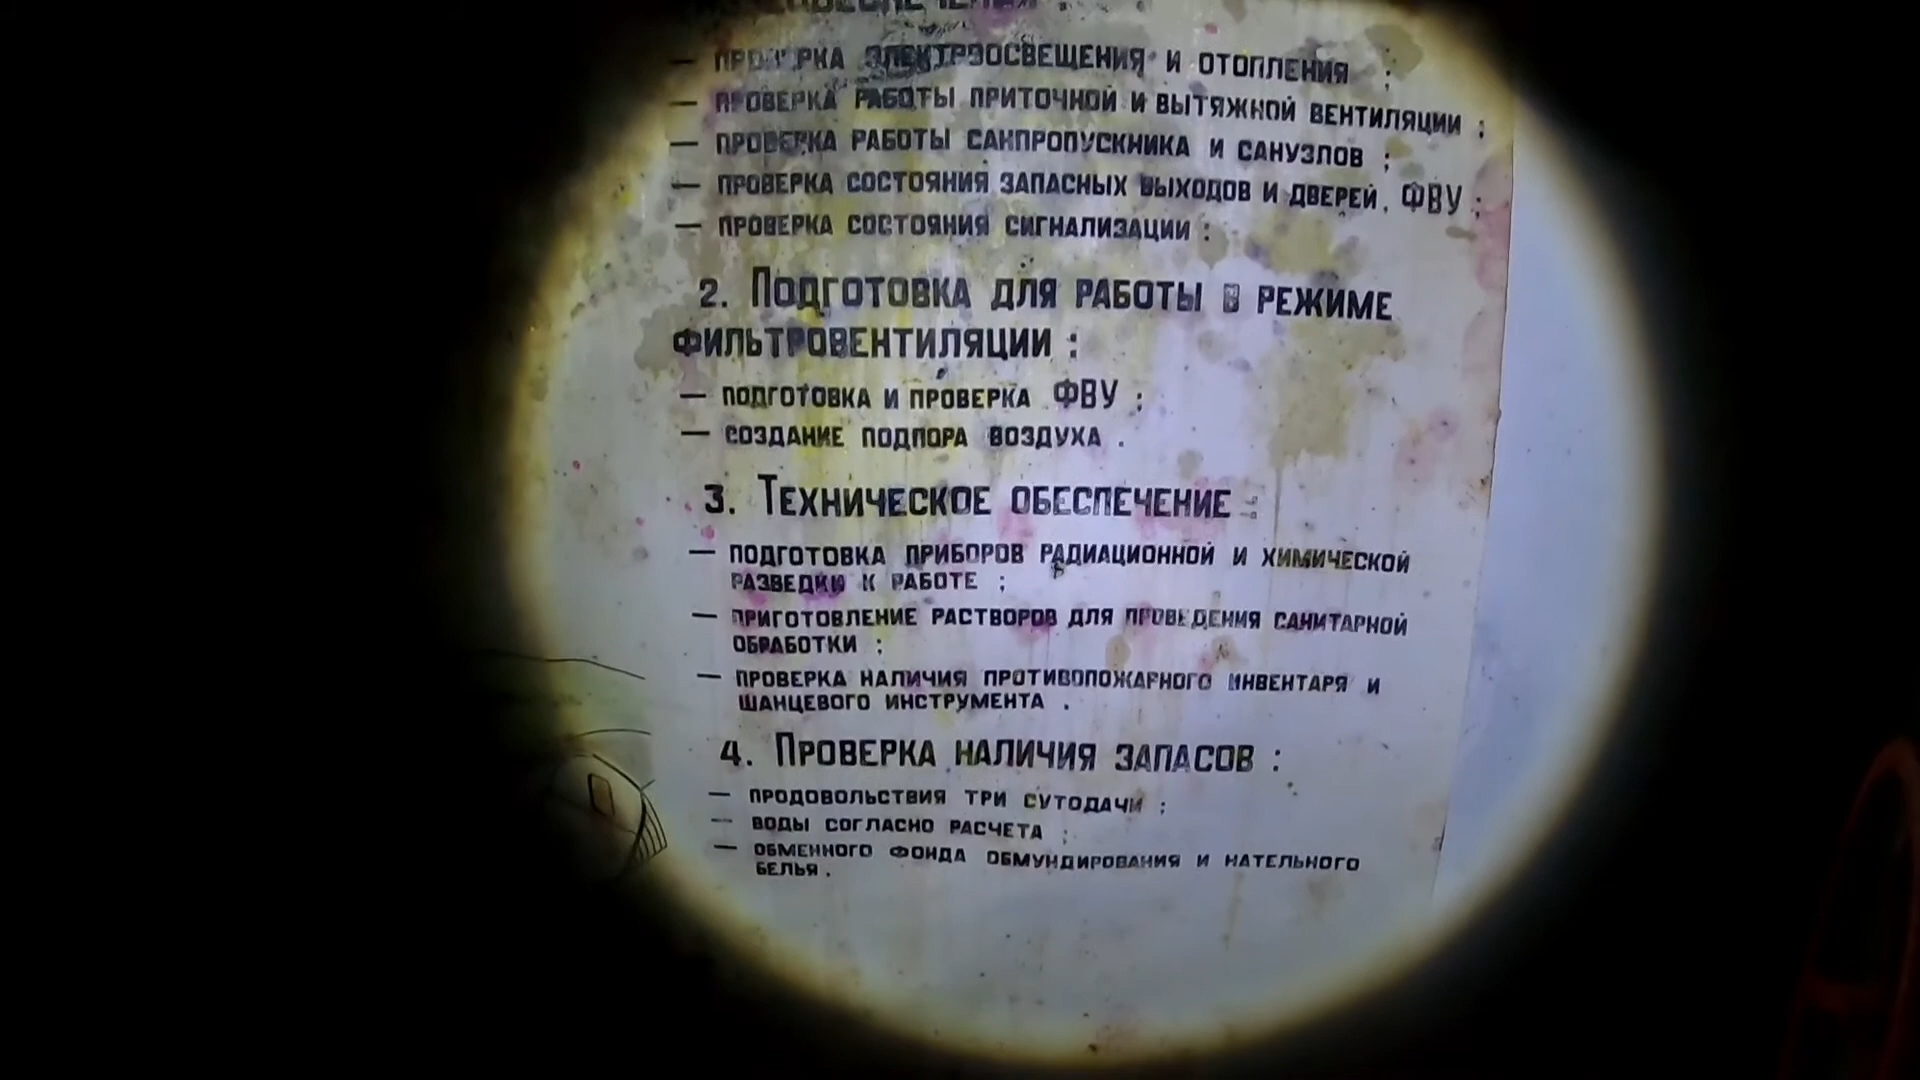 — ПРОВЕРКА ЭЛЕКТРООСВЕЩЕНИЯ И ОТОПЛЕНИЯ ;
— ПРОВЕРКА РАБОТЫ ПРИТОЧНОЙ И ВЫТЯЖНОЙ ВЕНТИЛЯЦИИ ;
— ПРОВЕРКА РАБОТЫ САНПРОПУСКНИКА И САНУЗЛОВ ;
— ПРОВЕРКА СОСТОЯНИЯ ЗАПАСНЫХ ВЫХОДОВ И ДВЕРЕЙ, ФВУ ;
— ПРОВЕРКА СОСТОЯНИЯ СИГНАЛИЗАЦИИ :
2. ПОДГОТОВКА ДЛЯ РАБОТЫ В РЕЖИМЕ
ФИЛЬТРОВЕНТИЛЯЦИИ :
— ПОДГОТОВКА И ПРОВЕРКА ФВУ ;
— СОЗДАНИЕ ПОДПОРА ВОЗДУХА .
3. ТЕХНИЧЕСКОЕ ОБЕСПЕЧЕНИЕ :
— ПОДГОТОВКА ПРИБОРОВ РАДИАЦИОННОЙ И ХИМИЧЕСКОЙ
РАЗВЕДКИ К РАБОТЕ ;
— ПРИГОТОВЛЕНИЕ РАСТВОРОВ ДЛЯ ПРОВЕДЕНИЯ САНИТАРНОЙ
ОБРАБОТКИ ;
— ПРОВЕРКА НАЛИЧИЯ ПРОТИВОПОЖАРНОГО ИНВЕНТАРЯ И
ШАНЦЕВОГО ИНСТРУМЕНТА .
4. ПРОВЕРКА НАЛИЧИЯ ЗАПАСОВ :
— ПРОДОВОЛЬСТВИЯ ТРИ СУТОДАЧИ ;
— ВОДЫ СОГЛАСНО РАСЧЕТА ;
— ОБМЕННОГО ФОНДА ОБМУНДИРОВАНИЯ И НАТЕЛЬНОГО
БЕЛЬЯ .